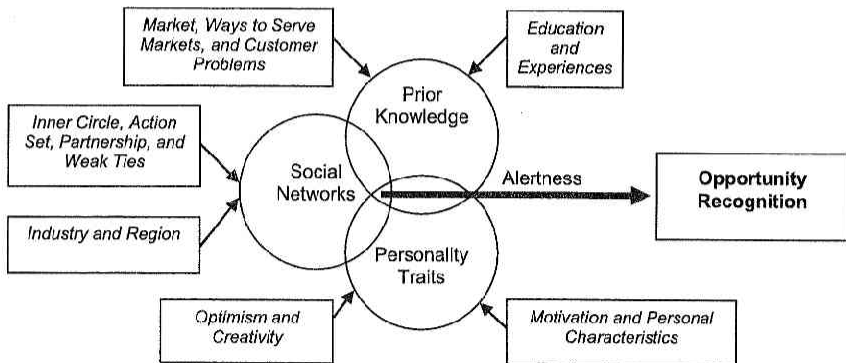 Market, Ways to Serve
Markets, and Customer
Problems
Education
and
Experiences
Prior
Knowledge
Inner Circle, Action
Set, Partnership, and
Weak Ties
Social
Networks
Alertness
Opportunity
Recognition
Industry and Region
Personality
Traits
Optimism and
Creativity
Motivation and Personal
Characteristics